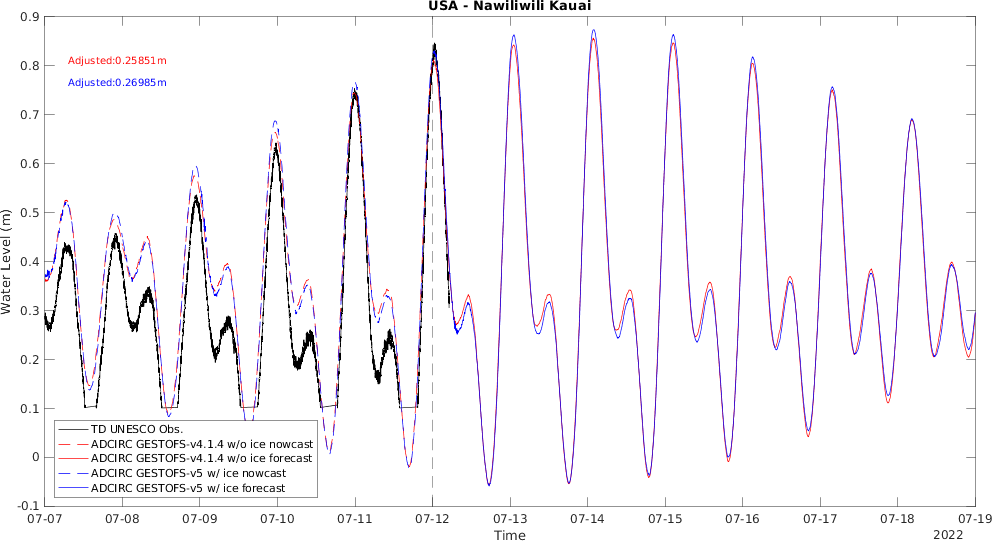 USA - Nawiliwili Kauai
0.9
0.8
0.7
0.6
0.5
0.4
0.3
0.2
0.1
0
-0.1
Water Level (m)
Adjusted:0.25851m
Adjusted:0.26985m
TD UNESCO Obs.
ADCIRC GESTOFS-v4.1.4 w/o ice nowcast
ADCIRC GESTOFS-v4.1.4 w/o ice forecast
ADCIRC GESTOFS-v5 w/ ice nowcast
ADCIRC GESTOFS-v5 w/ ice forecast
07-07 07-08 07-09 07-10 07-11 07-12 07-13 07-14 07-15 07-16 07-17 07-18 07-19
Time
2022